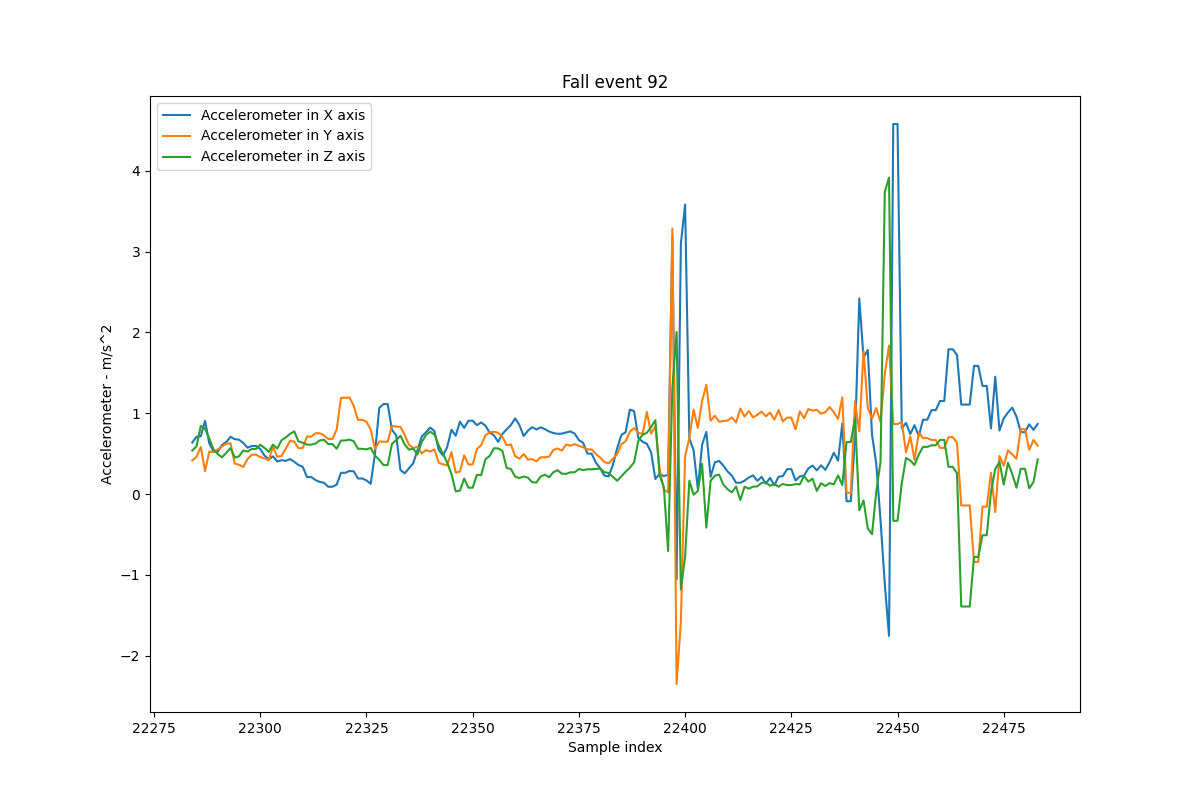 Fall event 92
Accelerometer in X axis
Accelerometer in Y axis
Accelerometer in Z axis
Accelerometer - m/s^2
4
3
2
1
0
−1
−2
22275 22300 22325 22350 22375 22400 22425 22450 22475
Sample index